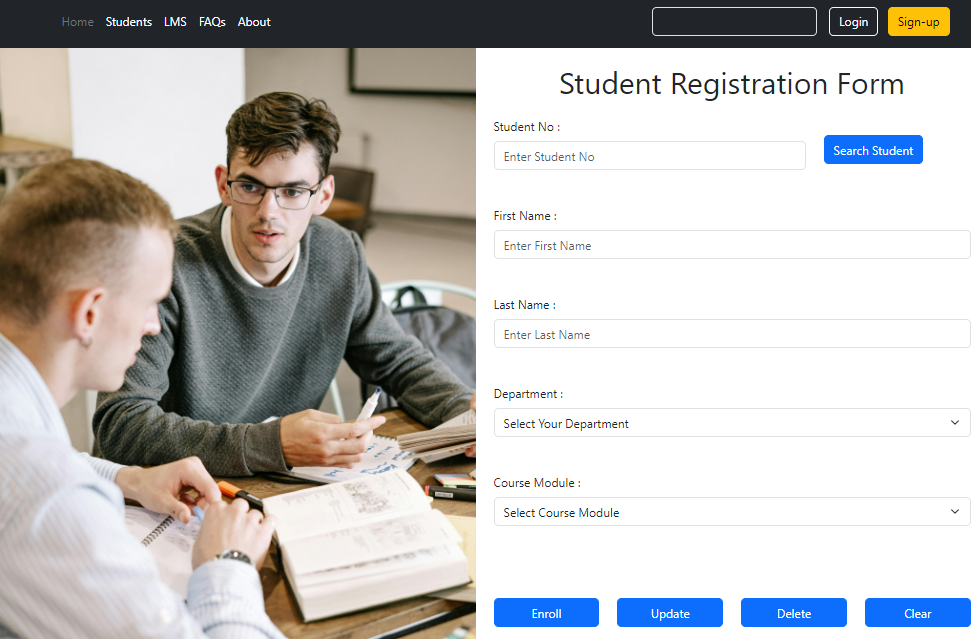 Home Students LMS FAQs About Login Sign-up
Student Registration Form
Student No :
Enter Student No Search Student
First Name :
Enter First Name
Last Name :
Enter Last Name
Department :
Select Your Department
Course Module :
Select Course Module
Enroll Update Delete Clear